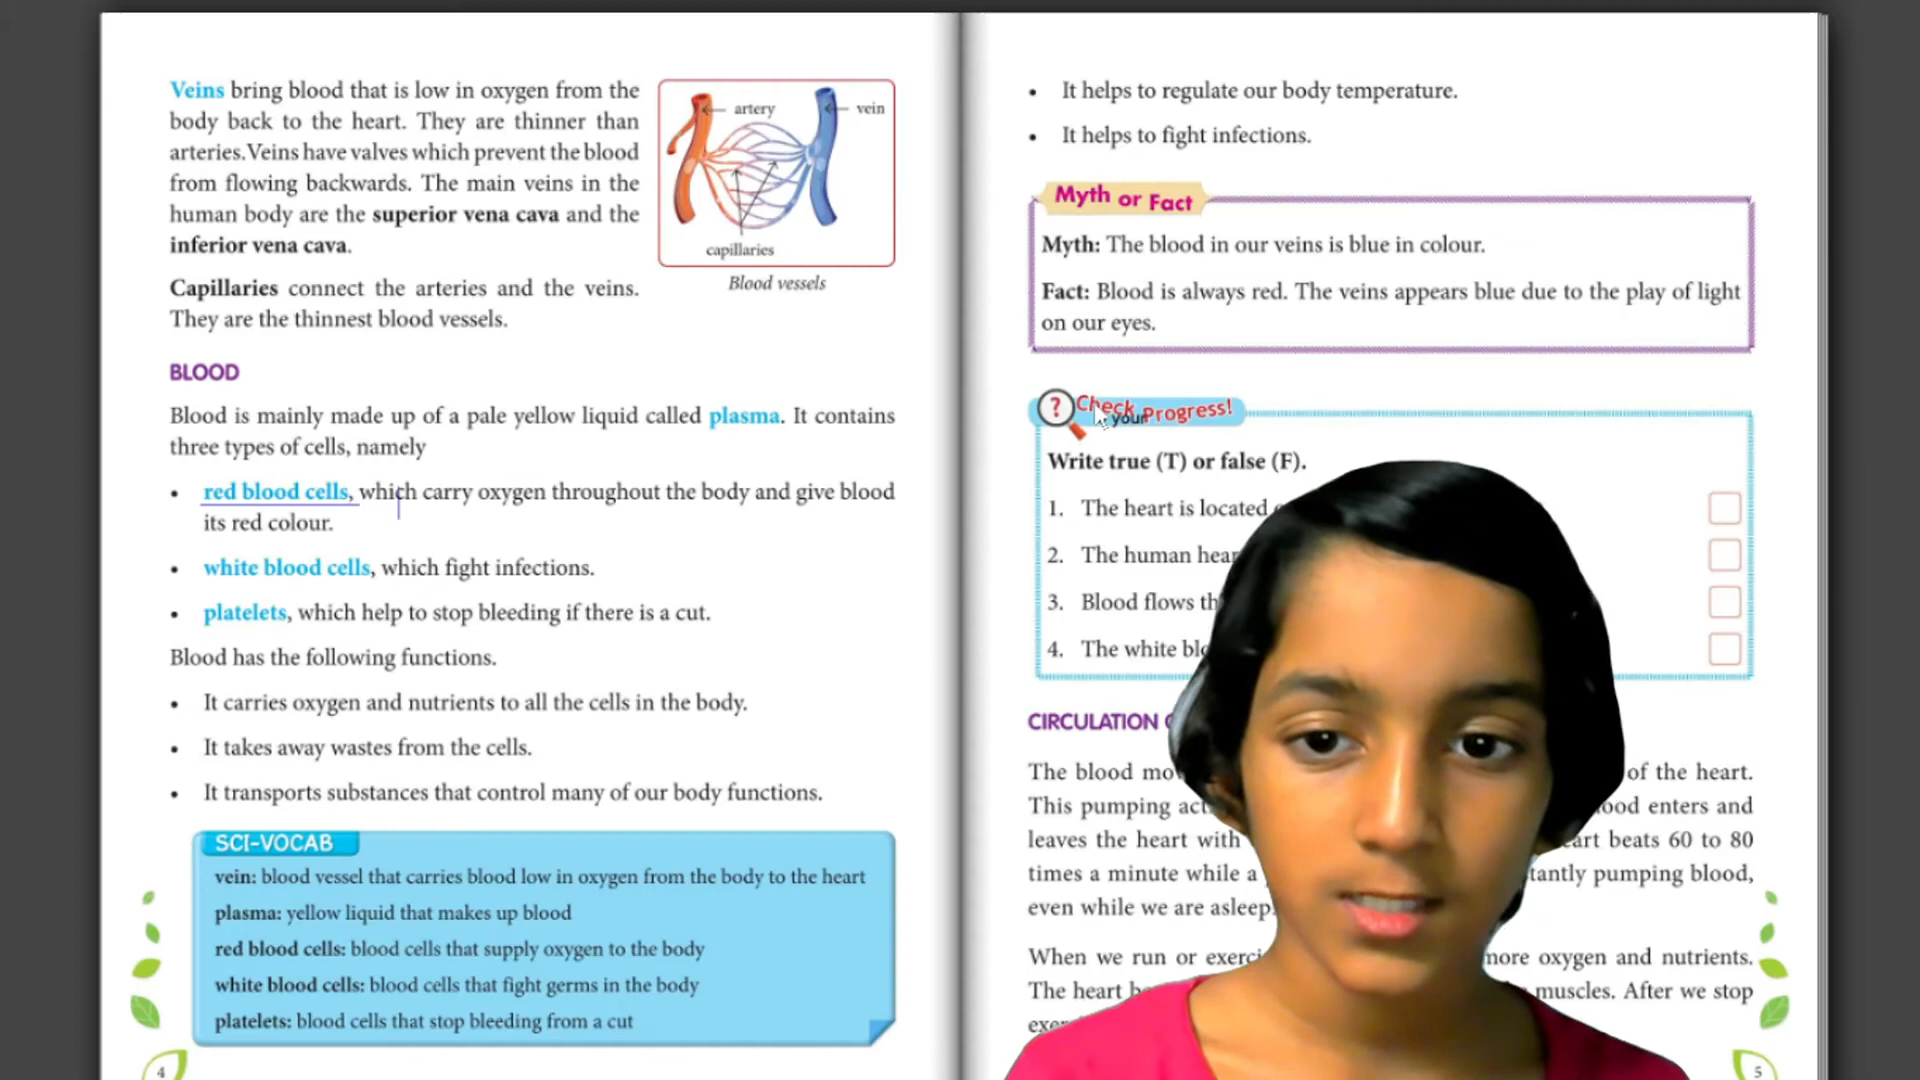 Veins bring blood that is low in oxygen from the
body back to the heart. They are thinner than
arteries.Veins have valves which prevent the blood
from flowing backwards. The main veins in the
human body are the superior vena cava and the
inferior vena cava.
artery
vein
capillaries
Blood vessels
Capillaries connect the arteries and the veins.
They are the thinnest blood vessels.
BLOOD
Blood is mainly made up of a pale yellow liquid called plasma. It contains
three types of cells, namely
• red blood cells, which carry oxygen throughout the body and give blood
its red colour.
• white blood cells, which fight infections.
• platelets, which help to stop bleeding if there is a cut.
Blood has the following functions.
• It carries oxygen and nutrients to all the cells in the body.
• It takes away wastes from the cells.
• It transports substances that control many of our body functions.
SCI-VOCAB
vein: blood vessel that carries blood low in oxygen from the body to the heart
plasma: yellow liquid that makes up blood
red blood cells: blood cells that supply oxygen to the body
white blood cells: blood cells that fight germs in the body
platelets: blood cells that stop bleeding from a cut
4
• It helps to regulate our body temperature.
• It helps to fight infections.
Myth or Fact
Myth: The blood in our veins is blue in colour.
Fact: Blood is always red. The veins appears blue due to the play of light
on our eyes.
? Check your Progress!
Write true (T) or false (F).
1. The heart is located
2. The human
3. Blood flows
4. The white
CIRCULATION
The blood of the heart.
This pumping enters and
leaves the heart with beats 60 to 80
times a minute while a pumping blood,
even while we are asleep.
When we run or more oxygen and nutrients.
The heart muscles. After we stop
5